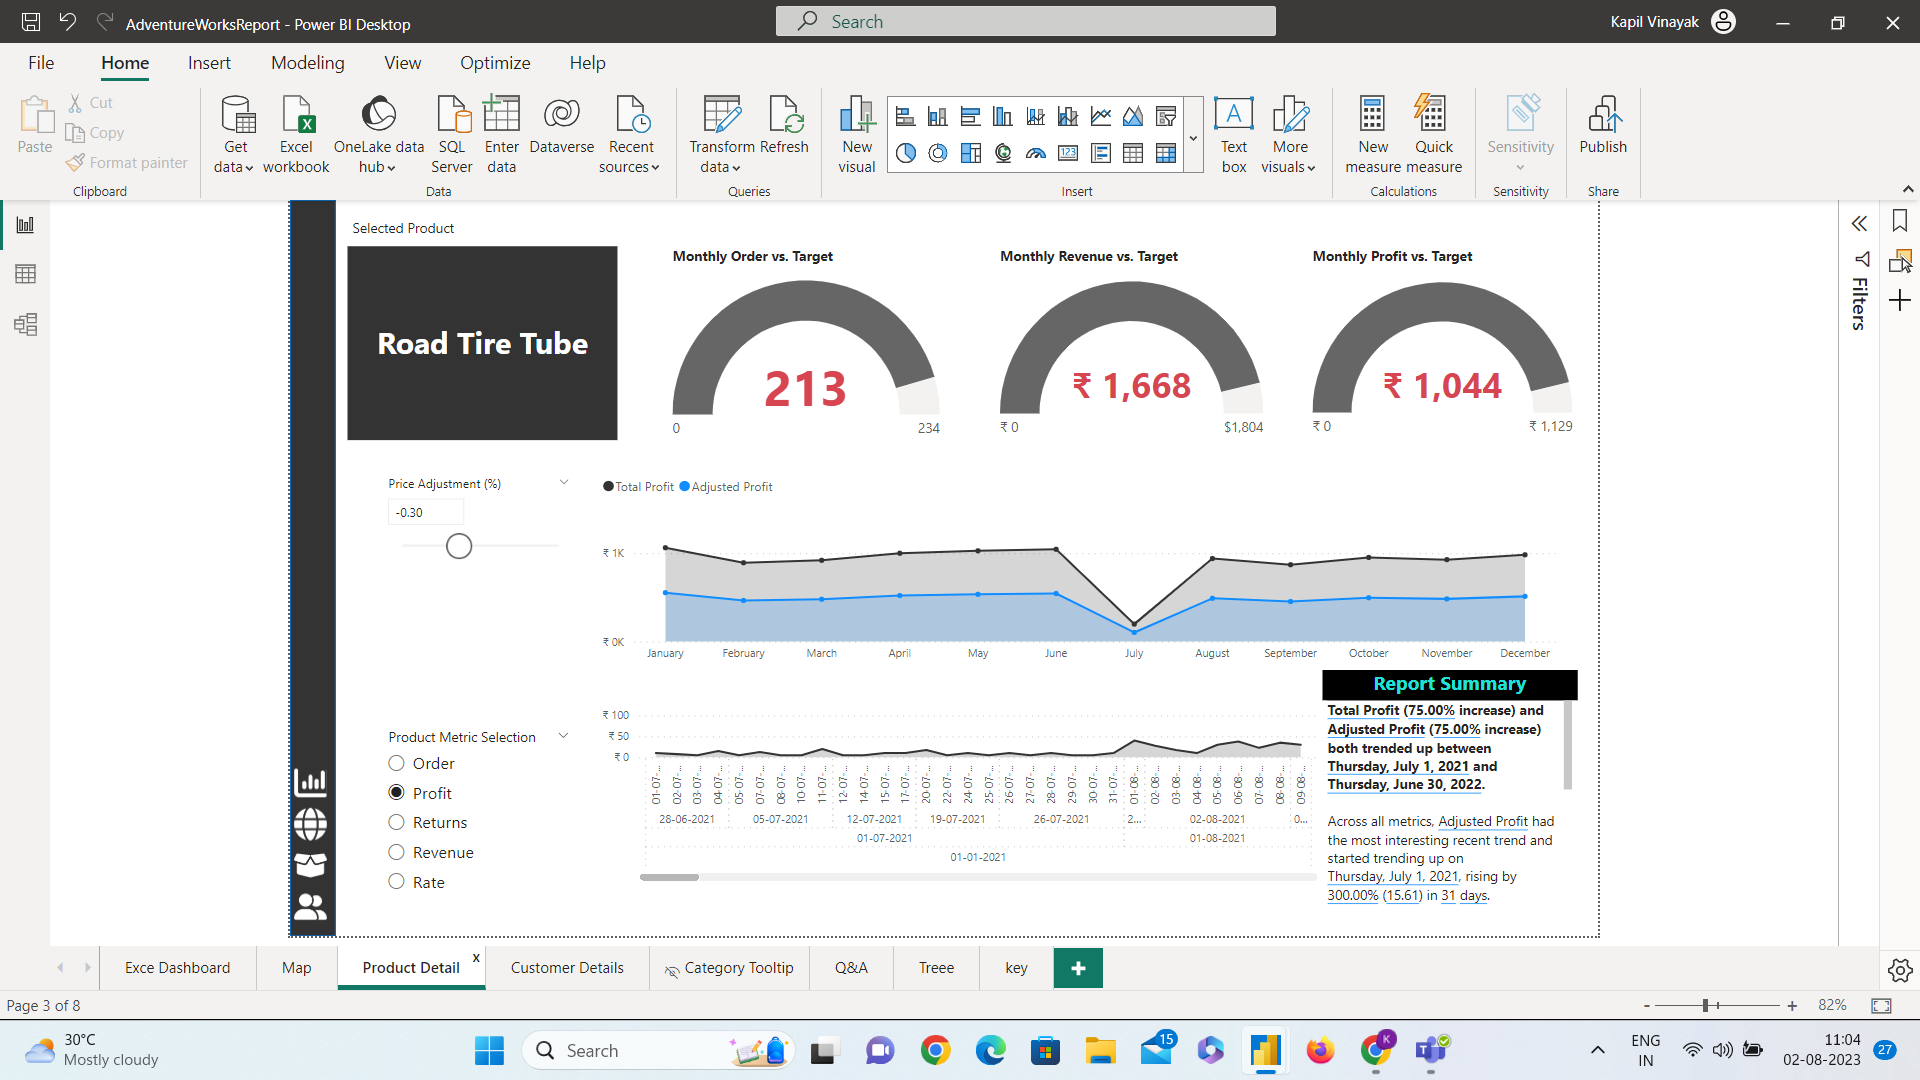 AdventureWorksReport - Power BI Desktop
Search
Kapil Vinayak
File Home Insert Modeling View Optimize Help
Paste
Cut
Copy
Format painter
Clipboard
Get data
Excel workbook
OneLake data hub
SQL Server
Enter data
Dataverse
Recent sources
Data
Transform data
Refresh
Queries
New visual
Insert
Text box
More visuals
New measure
Quick measure
Calculations
Sensitivity
Sensitivity
Publish
Share
Selected Product
Road Tire Tube
Monthly Order vs. Target
213
0 234
Monthly Revenue vs. Target
₹ 1,668
₹ 0 $1,804
Monthly Profit vs. Target
₹ 1,044
₹ 0 ₹ 1,129
Filters
Price Adjustment (%)
-0.30
Total Profit Adjusted Profit
₹ 1K
₹ 0K
January February March April May June July August September October November December
Product Metric Selection
Order
Profit
Returns
Revenue
Rate
₹ 100
₹ 50
₹ 0
01-07-... 02-07-... 03-07-... 04-07-... 05-07-... 07-07-... 08-07-... 10-07-... 11-07-... 12-07-... 14-07-... 15-07-... 17-07-... 20-07-... 22-07-... 24-07-... 25-07-... 26-07-... 27-07-... 28-07-... 29-07-... 30-07-... 31-07-... 01-08-... 02-08-... 03-08-... 04-08-... 05-08-... 06-08-... 07-08-... 08-08-... 09-08-...
28-06-2021 05-07-2021 12-07-2021 19-07-2021 26-07-2021 2... 02-08-2021 0...
01-07-2021 01-08-2021
01-01-2021
Report Summary
Total Profit (75.00% increase) and
Adjusted Profit (75.00% increase)
both trended up between
Thursday, July 1, 2021 and
Thursday, June 30, 2022.
Across all metrics, Adjusted Profit had
the most interesting recent trend and
started trending up on
Thursday, July 1, 2021, rising by
300.00% (15.61) in 31 days.
Exce Dashboard Map Product Detail x Customer Details Category Tooltip Q&A Treee key +
Page 3 of 8
- + 82%
30°C
Mostly cloudy
Search
15
K
ENG
IN
11:04
02-08-2023
27